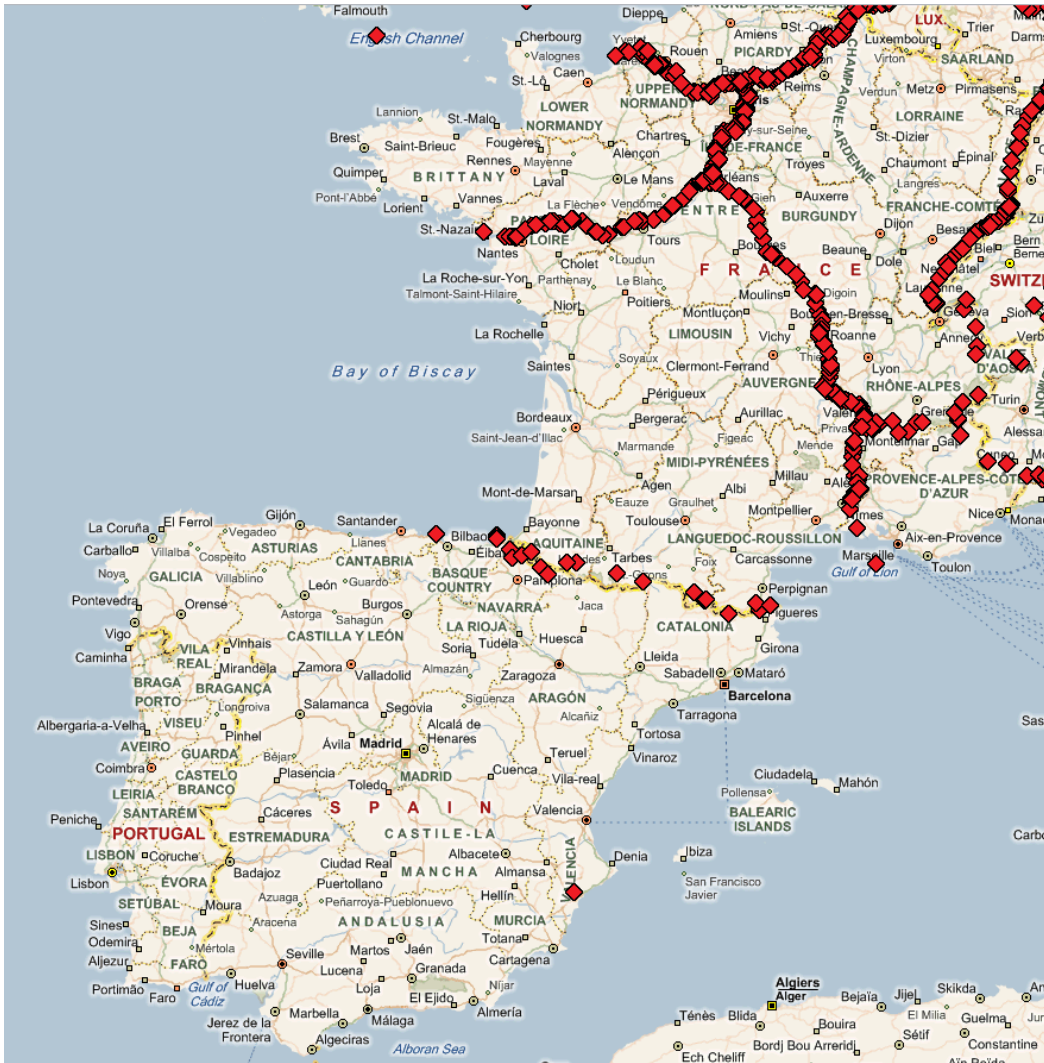 Falmouth
English Channel
Dieppe
Amiens
PICARDY
LUX
Luxembourg
Trier
SAARLAND
Cherbourg
Valognes
Rouen
St.-Lô
Caen
UPPER
NORMANDY
Reims
CHAMPAGNE-ARDENNE
Virton
Verdun
Metz
Pirmasens
LORRAINE
LOWER
NORMANDY
Lannion
St.-Malo
Brest
Saint-Brieuc
Fougères
Mayenne
Alençon
Chartres
ÎLE-DE-FRANCE
St.-Dizier
Troyes
Chaumont
Épinal
Quimper
Rennes
BRITTANY
Laval
Le Mans
Pont-l'Abbé
Lorient
Vannes
La Flèche
Vendôme
Auxerre
Langres
FRANCHE-COMTÉ
BURGUNDY
Dijon
St.-Nazaire
Nantes
LOIRE
Tours
Cholet
Loudun
Beaune
Dole
Biel
Bern
La Roche-sur-Yon
Parthenay
Le Blanc
FRANCE
Talmont-Saint-Hilaire
Niort
Poitiers
Moulins
Digoin
Geneva
Sion
Montluçon
La Rochelle
LIMOUSIN
Vichy
Roanne
Bay of Biscay
Saintes
Soyaux
Clermont-Ferrand
Lyon
AUVERGNE
RHÔNE-ALPES
D'AOSTA
Turin
Périgueux
Bordeaux
Bergerac
Aurillac
Saint-Jean-d'Illac
Figeac
Mende
Montélimar
Gap
Marmande
MIDI-PYRÉNÉES
Cuneo
Agen
Millau
PROVENCE-ALPES-CÔTE
D'AZUR
Mont-de-Marsan
Eauze
Graulhet
Albi
Nice
Toulouse
Montpellier
Aix-en-Provence
Marseille
Toulon
Gulf of Lion
Bayonne
AQUITAINE
LANGUEDOC-ROUSSILLON
Tarbes
Foix
Carcassonne
Perpignan
La Coruña
El Ferrol
Gijón
Santander
Bilbao
Carballo
Villalba
Vegadeo
Cospeito
Llanes
ASTURIAS
CANTABRIA
Noya
GALICIA
Villablino
León
Guardo
BASQUE
COUNTRY
Pamplona
Pontevedra
Orense
Astorga
Sahagún
Burgos
NAVARRA
Jaca
CATALONIA
Figueres
Vigo
CASTILLA Y LEÓN
LA RIOJA
Huesca
Girona
Caminha
VILA
REAL
Vinhais
Mirandela
Zamora
Valladolid
Soria
Tudela
Almazán
Zaragoza
Lleida
Sabadell
Mataró
BRAGA
BRAGANÇA
PORTO
Longroiva
Salamanca
Segovia
Sigüenza
ARAGÓN
Barcelona
Tarragona
Albergaria-a-Velha
VISEU
Pinhel
Alcalá de
Henares
Alcañiz
Tortosa
AVEIRO
GUARDA
Ávila
Madrid
Teruel
Vinaroz
Coimbra
CASTELO
BRANCO
Béjar
Plasencia
MADRID
Cuenca
Vila-real
Ciudadela
Mahón
LEIRIA
Toledo
Pollensa
SANTARÉM
Cáceres
SPAIN
Valencia
BALEARIC
ISLANDS
Peniche
PORTUGAL
ESTREMADURA
CASTILE-LA
MANCHA
LISBON
Coruche
Ciudad Real
Albacete
Denia
Ibiza
Lisbon
Badajoz
Puertollano
Almansa
ÉVORA
Azuaga
Peñarroya-Pueblonuevo
Hellín
VALENCIA
San Francisco
Javier
SETÚBAL
Moura
Aracena
ANDALUSIA
MURCIA
Sines
BEJA
Mértola
Martos
Jaén
Totana
Odemira
Seville
Lucena
Granada
Cartagena
Aljezur
FARO
Gulf of
Cádiz
Huelva
Loja
Níjar
Portimão
Faro
El Ejido
Almería
Marbella
Málaga
Jerez de la
Frontera
Algeciras
Alboran Sea
Algiers
Alger
Ténès
Blida
Bejaïa
Jijel
Skikda
El Milia
Guelma
Bouira
Sétif
Constantine
Bordj Bou Arreridj
Ech Cheliff